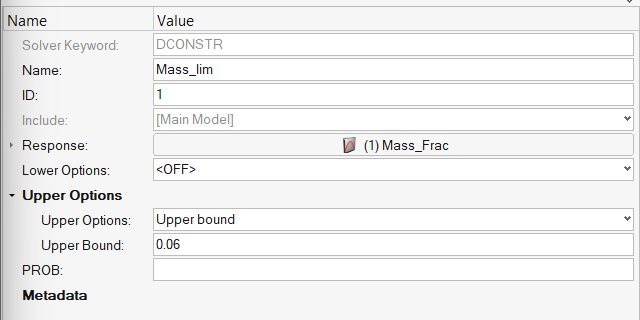 Name Value
Solver Keyword: DCONSTR
Name: Mass_lim
ID: 1
Include: [Main Model]
Response: (1) Mass_Frac
Lower Options: <OFF>
Upper Options
Upper Options: Upper bound
Upper Bound: 0.06
PROB:
Metadata